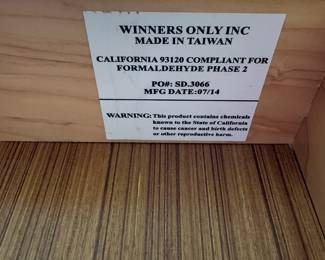 WINNERS ONLY INC
MADE IN TAIWAN
CALIFORNIA 93120 COMPLIANT FOR
FORMALDEHYDE PHASE 2
PO#: SD.3066
MFG DATE:07/14
WARNING: This product contains chemicals
known to the State of California
to cause cancer and birth defects
or other reproductive harm.